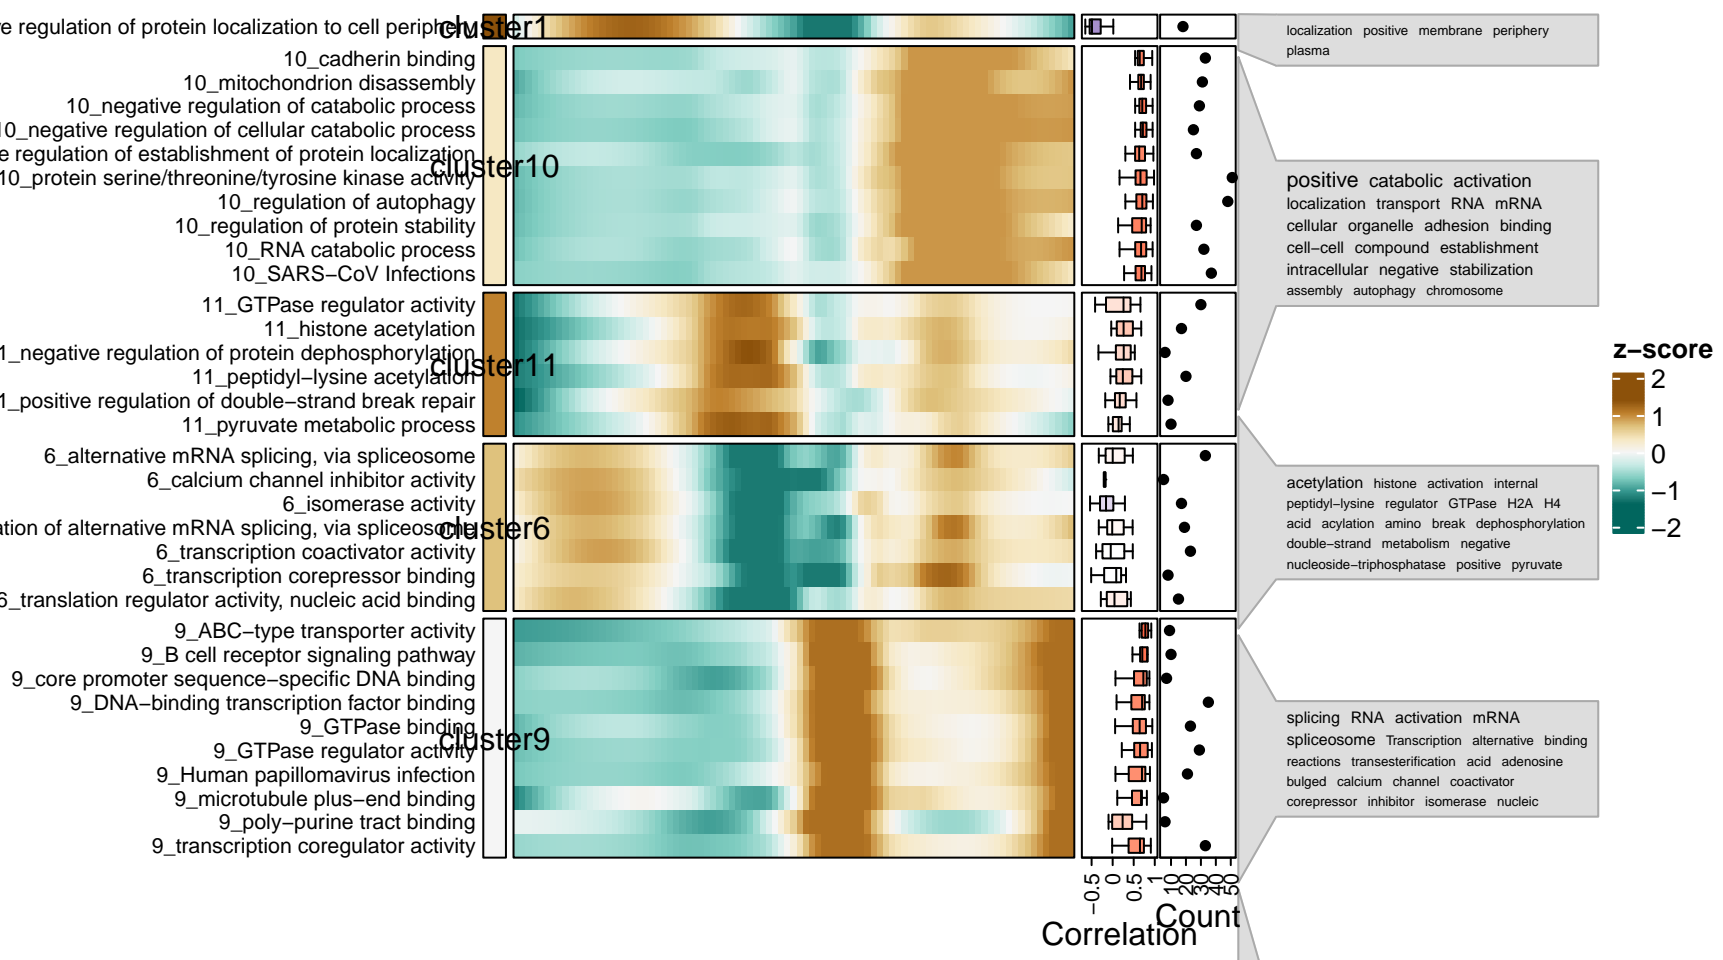 e regulation of protein localization to cell periphery
cluster1
10_cadherin binding
10_mitochondrion disassembly
10_negative regulation of catabolic process
10_negative regulation of cellular catabolic process
e regulation of establishment of protein localization
10_protein serine/threonine/tyrosine kinase activity
10_regulation of autophagy
10_regulation of protein stability
10_RNA catabolic process
10_SARS−CoV Infections
cluster10
11_GTPase regulator activity
11_histone acetylation
1_negative regulation of protein dephosphorylation
11_peptidyl−lysine acetylation
1_positive regulation of double−strand break repair
11_pyruvate metabolic process
cluster11
6_alternative mRNA splicing, via spliceosome
6_calcium channel inhibitor activity
6_isomerase activity
ation of alternative mRNA splicing, via spliceosome
6_transcription coactivator activity
6_transcription corepressor binding
6_translation regulator activity, nucleic acid binding
cluster6
9_ABC−type transporter activity
9_B cell receptor signaling pathway
9_core promoter sequence−specific DNA binding
9_DNA−binding transcription factor binding
9_GTPase binding
9_GTPase regulator activity
9_Human papillomavirus infection
9_microtubule plus−end binding
9_poly−purine tract binding
9_transcription coregulator activity
cluster9
−0.5 0 0.5 1
Correlation
10 20 30 40 50
Count
localization positive membrane periphery
plasma
positive catabolic activation
localization transport RNA mRNA
cellular organelle adhesion binding
cell−cell compound establishment
intracellular negative stabilization
assembly autophagy chromosome
acetylation histone activation internal
peptidyl−lysine regulator GTPase H2A H4
acid acylation amino break dephosphorylation
double−strand metabolism negative
nucleoside−triphosphatase positive pyruvate
splicing RNA activation mRNA
spliceosome Transcription alternative binding
reactions transesterification acid adenosine
bulged calcium channel coactivator
corepressor inhibitor isomerase nucleic
z−score
2
1
0
−1
−2